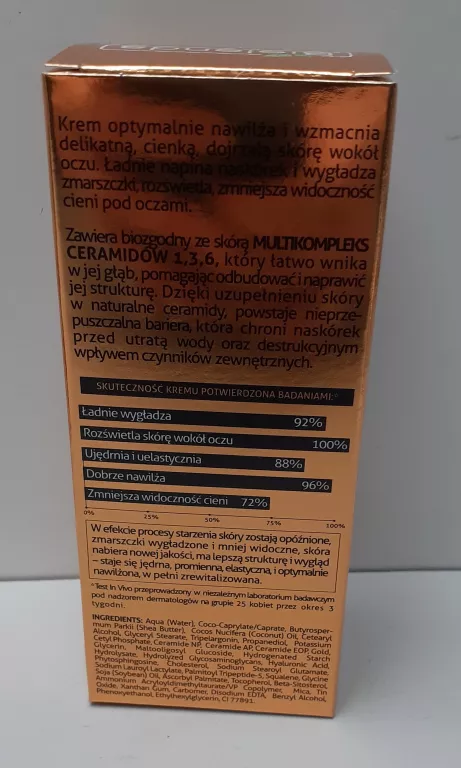 Bielenda
Krem optymalnie nawilża i wzmacnia
delikatną, cienką, dojrzałą skórę wokół
oczu. Ładnie napina naskórek i wygładza
zmarszczki, rozświetla, zmniejsza widoczność
cieni pod oczami.
Zawiera biozgodny ze skórą MULTIKOMPLEKS
CERAMIDÓW 1,3,6, który łatwo wnika
w jej głąb, pomagając odbudować i naprawić
jej strukturę. Dzięki uzupełnieniu skóry
w naturalne ceramidy, powstaje nieprze-
puszczalna bariera, która chroni naskórek
przed utratą wody oraz destrukcyjnym
wpływem czynników zewnętrznych.
SKUTECZNOŚĆ KREMU POTWIERDZONA BADANIAMI:*
Ładnie wygładza 92%
Rozświetla skórę wokół oczu 100%
Ujędrnia i uelastycznia 88%
Dobrze nawilża 96%
Zmniejsza widoczność cieni 72%
0% 25% 50% 75% 100%
W efekcie procesy starzenia skóry zostają opóźnione,
zmarszczki wygładzone i mniej widoczne, skóra
nabiera nowej jakości, ma lepszą strukturę i wygląd
– staje się jędrna, promienna, elastyczna, i optymalnie
nawilżona, w pełni zrewitalizowana.
*Test In Vivo przeprowadzony w niezależnym laboratorium badawczym
pod nadzorem dermatologów na grupie 25 kobiet przez okres 3
tygodni.
INGREDIENTS: Aqua (Water), Coco-Caprylate/Caprate, Butyrosper-
mum Parkii (Shea Butter), Cocos Nucifera (Coconut) Oil, Cetearyl
Alcohol, Glyceryl Stearate, Tripelargonin, Propanediol, Potassium
Cetyl Phosphate, Ceramide NP, Ceramide AP, Ceramide EOP, Gold,
Glycerin, Maltooligosyl Glucoside, Hydrogenated Starch
Hydrolysate, Hydrolyzed Glycosaminoglycans, Hyaluronic Acid,
Phytosphingosine, Cholesterol, Sodium Stearoyl Glutamate,
Sodium Lauroyl Lactylate, Palmitoyl Tripeptide-5, Squalene, Glycine
Soja (Soybean) Oil, Ascorbyl Palmitate, Tocopherol, Beta-Sitosterol,
Ammonium Acryloyldimethyltaurate/VP Copolymer, Mica, Tin
Oxide, Xanthan Gum, Carbomer, Disodium EDTA, Benzyl Alcohol,
Phenoxyethanol, Ethylhexylglycerin, CI 77891.